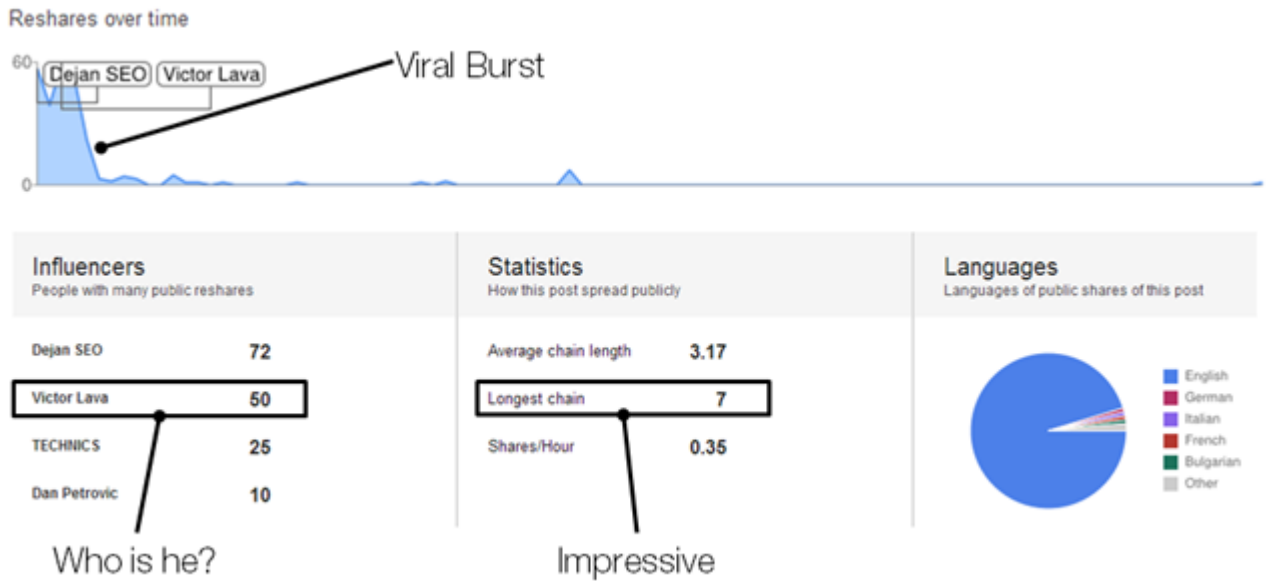 Reshares over time
60
Dejan SEO
Victor Lava
Viral Burst
0
Influencers
People with many public reshares
Dejan SEO 72
Victor Lava 50
TECHNICS 25
Dan Petrovic 10
Who is he?
Statistics
How this post spread publicly
Average chain length 3.17
Longest chain 7
Shares/Hour 0.35
Impressive
Languages
Languages of public shares of this post
English
German
Italian
French
Bulgarian
Other